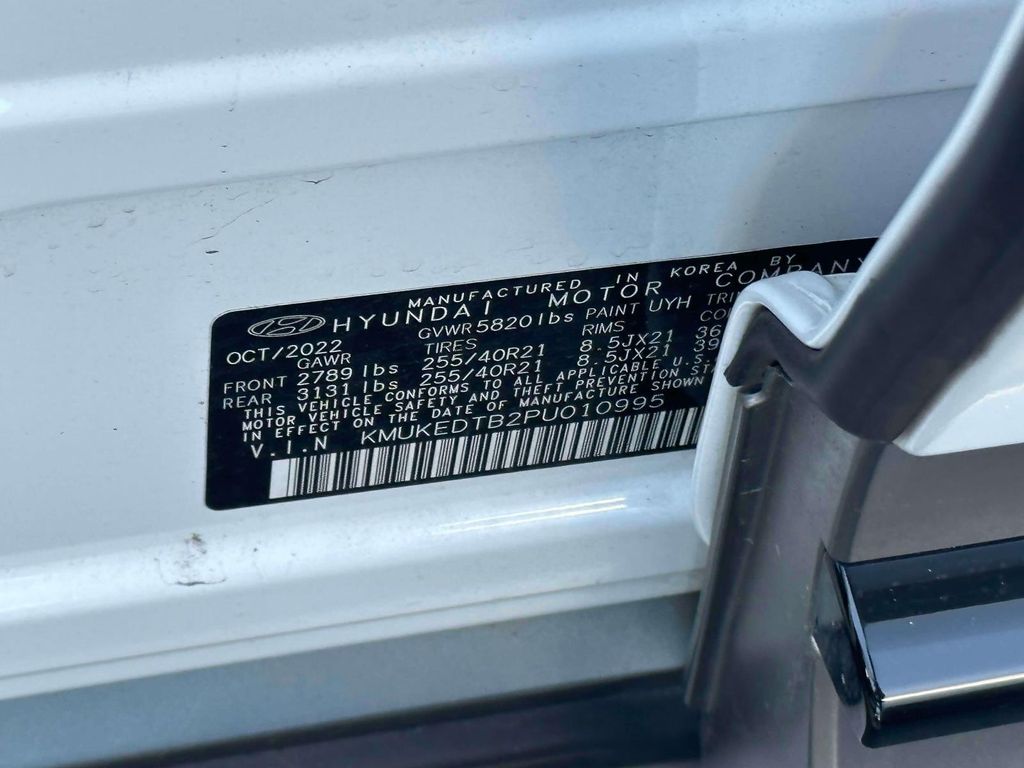 MANUFACTURED IN KOREA BY
HYUNDAI MOTOR COMPANY
OCT/2022 GVWR 5820 lbs PAINT UYH
GAWR TIRES RIMS
FRONT 2789 lbs 255/40R21 8.5JX21 36
REAR 3131 lbs 255/40R21 8.5JX21 39
THIS VEHICLE CONFORMS TO ALL APPLICABLE U.S.
MOTOR VEHICLE SAFETY AND THEFT PREVENTION
IN EFFECT ON THE DATE OF MANUFACTURE SHOWN
V.I.N KMUKEDTB2PU010995